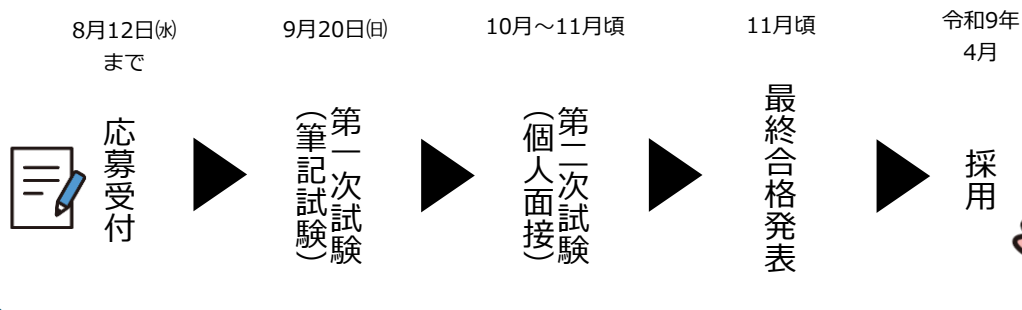 8月12日㈬
まで
9月20日㈰
10月～11月頃
11月頃
令和9年
4月
応募受付
第一次試験
（筆記試験）
第二次試験
（個人面接）
最終合格発表
採用